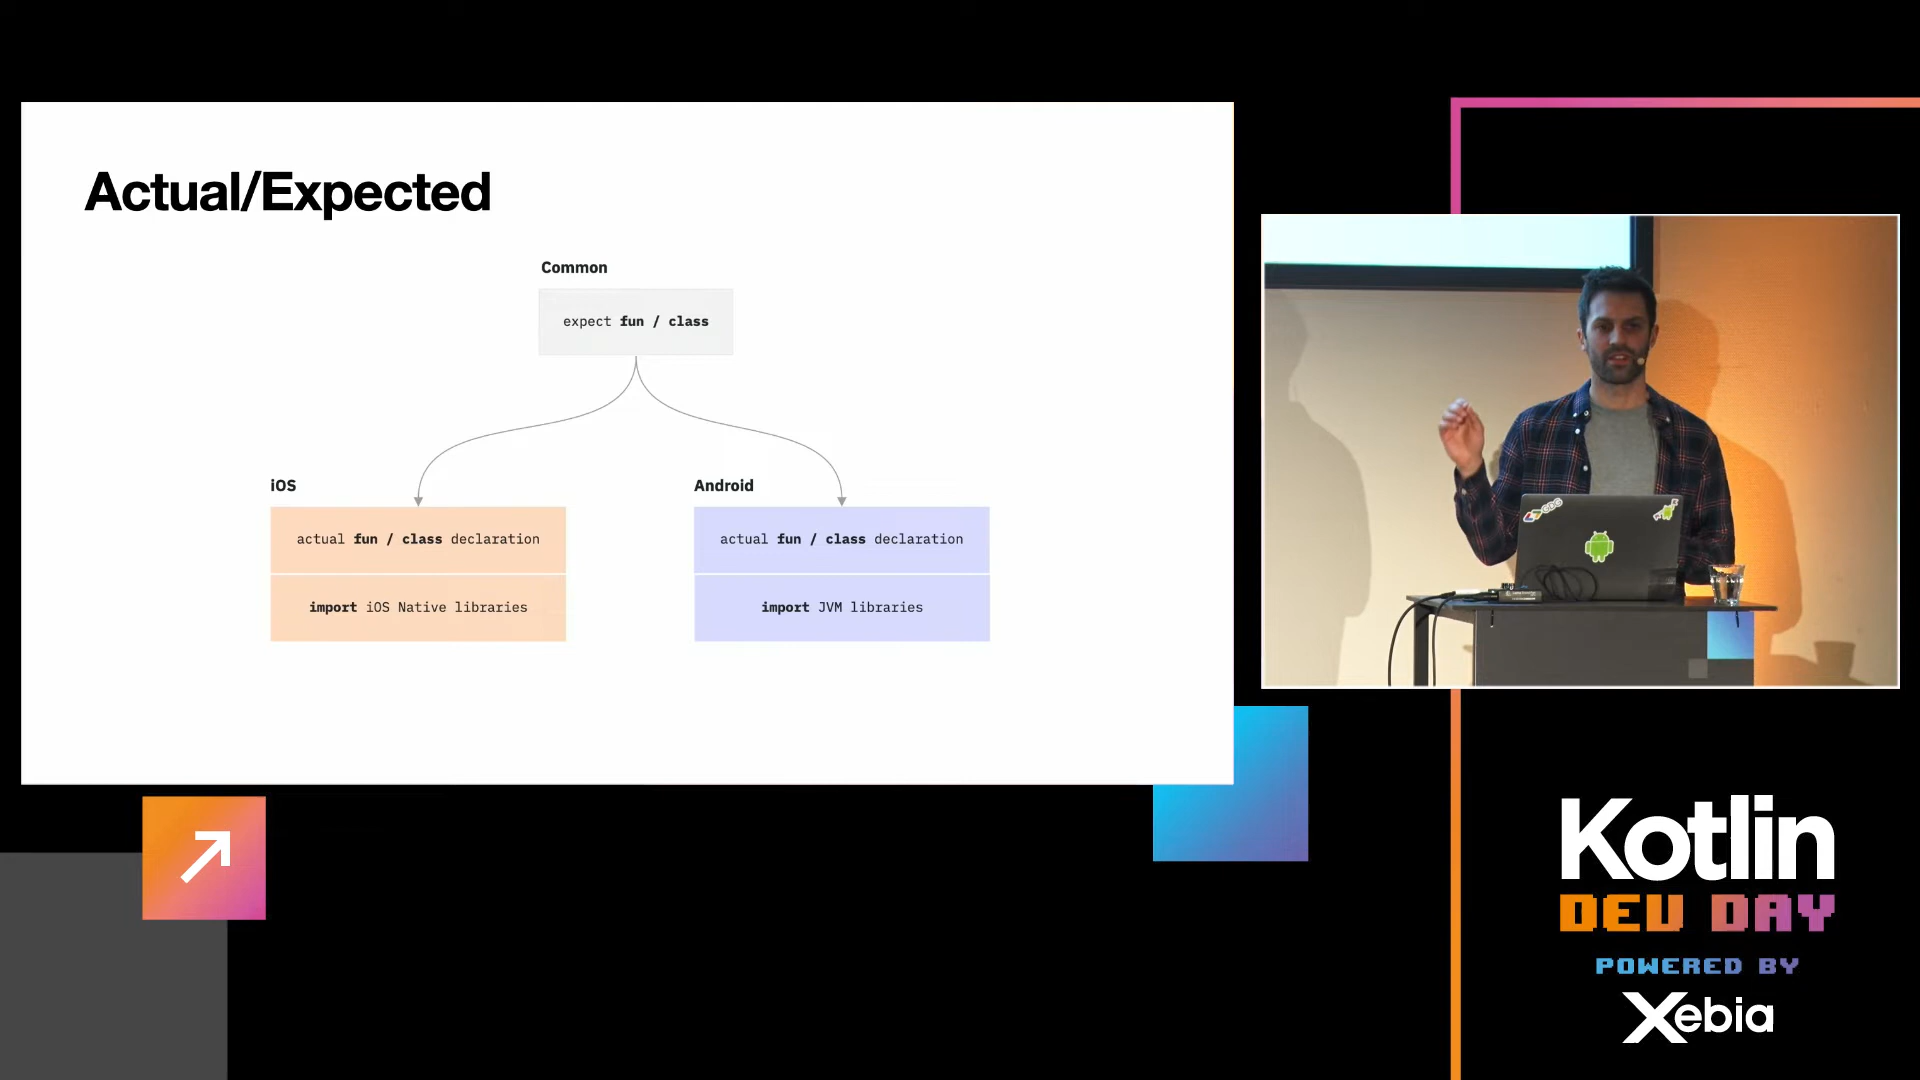 Actual/Expected
Common
expect fun / class
iOS
actual fun / class declaration
import iOS Native libraries
Android
actual fun / class declaration
import JVM libraries
GDG
Kotlin
DEV DAY
POWERED BY
Xebia